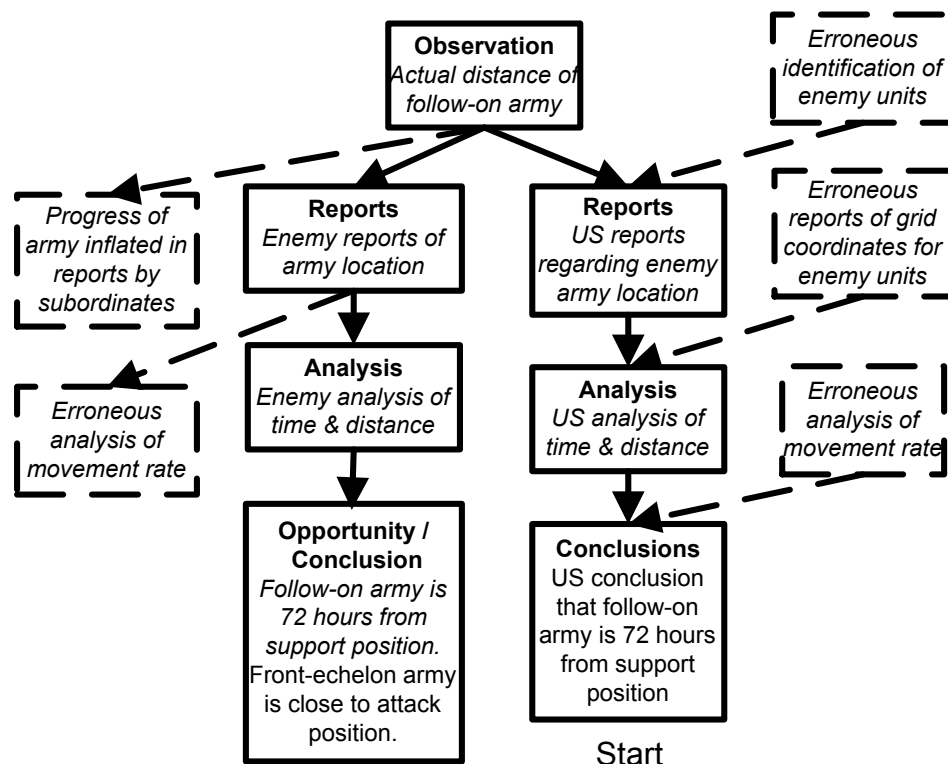 Observation
Actual distance of
follow-on army
Erroneous
identification of
enemy units
Progress of
army inflated in
reports by
subordinates
Reports
Enemy reports of
army location
Reports
US reports
regarding enemy
army location
Erroneous
reports of grid
coordinates for
enemy units
Erroneous
analysis of
movement rate
Analysis
Enemy analysis of
time & distance
Analysis
US analysis of
time & distance
Erroneous
analysis of
movement rate
Opportunity /
Conclusion
Follow-on army is
72 hours from
support position.
Front-echelon army
is close to attack
position.
Conclusions
US conclusion
that follow-on
army is 72 hours
from support
position
Start